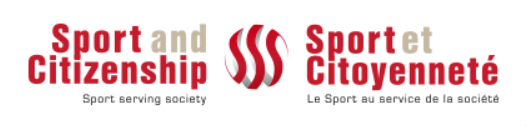 Sport and
Citizenship
Sport serving society
Sport et
Citoyenneté
Le Sport au service de la société